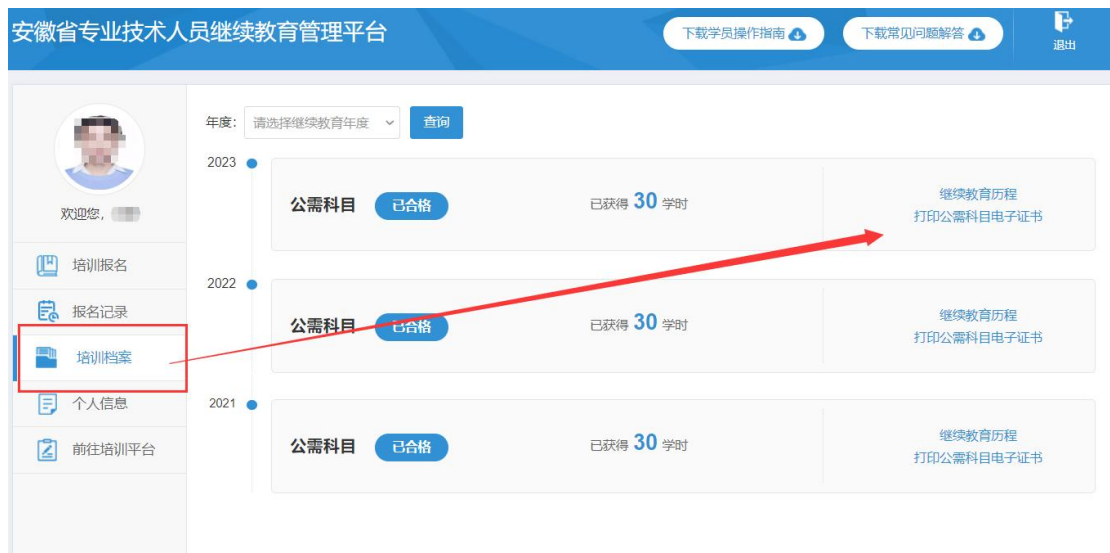 安徽省专业技术人员继续教育管理平台
下载学员操作指南
下载常见问题解答
退出
欢迎您,
培训报名
报名记录
培训档案
个人信息
前往培训平台
年度: 请选择继续教育年度 查询
2023
公需科目 已合格 已获得 30 学时
继续教育历程
打印公需科目电子证书
2022
公需科目 已合格 已获得 30 学时
继续教育历程
打印公需科目电子证书
2021
公需科目 已合格 已获得 30 学时
继续教育历程
打印公需科目电子证书